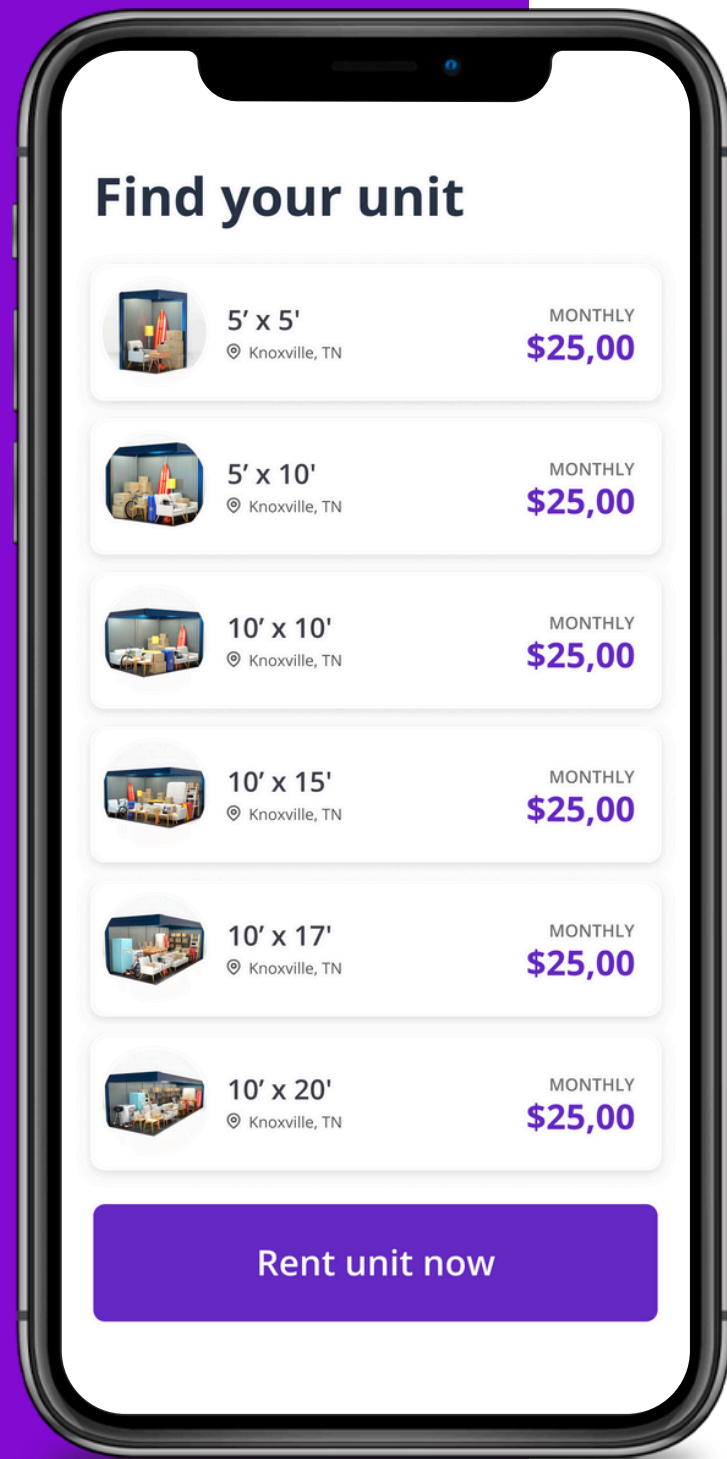 Find your unit
5’ x 5'
MONTHLY
Knoxville, TN
$25,00
5’ x 10'
MONTHLY
Knoxville, TN
$25,00
10’ x 10'
MONTHLY
Knoxville, TN
$25,00
10’ x 15'
MONTHLY
Knoxville, TN
$25,00
10’ x 17'
MONTHLY
Knoxville, TN
$25,00
10’ x 20'
MONTHLY
Knoxville, TN
$25,00
Rent unit now